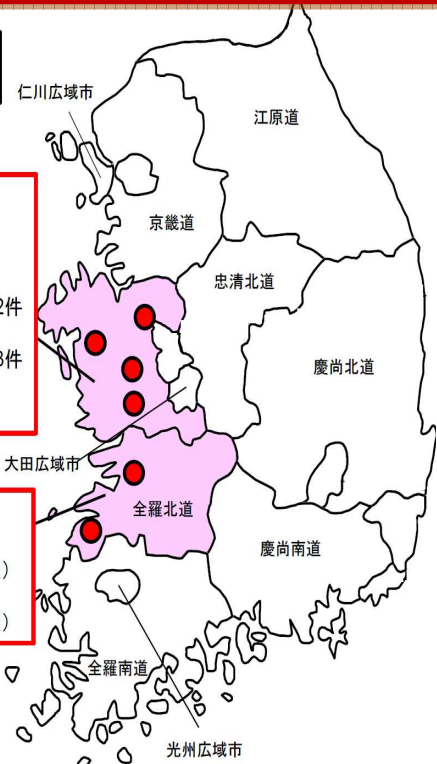 仁川広域市
江原道
京畿道
忠清北道
2件
3件
慶尚北道
大田広域市
全羅北道
慶尚南道
)
)
全羅南道
光州広域市